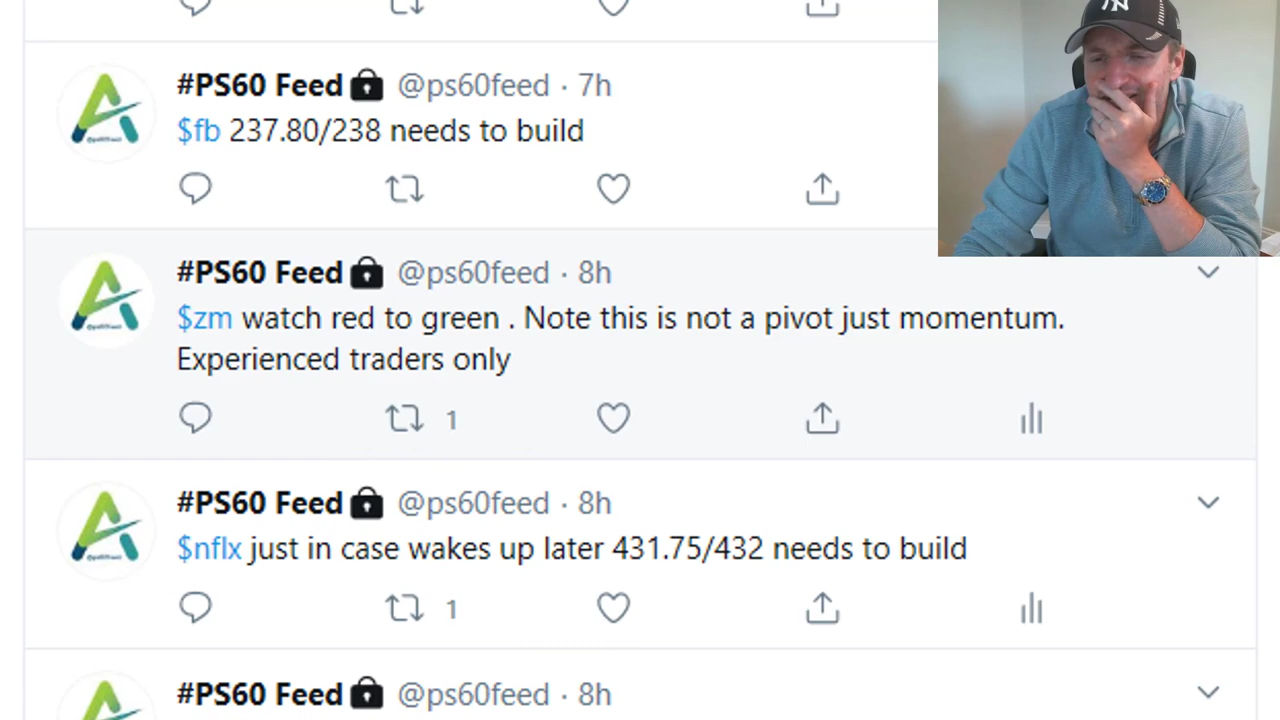 #PS60 Feed @ps60feed · 7h
$fb 237.80/238 needs to build
#PS60 Feed @ps60feed · 8h
$zm watch red to green . Note this is not a pivot just momentum.
Experienced traders only
1
#PS60 Feed @ps60feed · 8h
$nflx just in case wakes up later 431.75/432 needs to build
1
#PS60 Feed @ps60feed · 8h